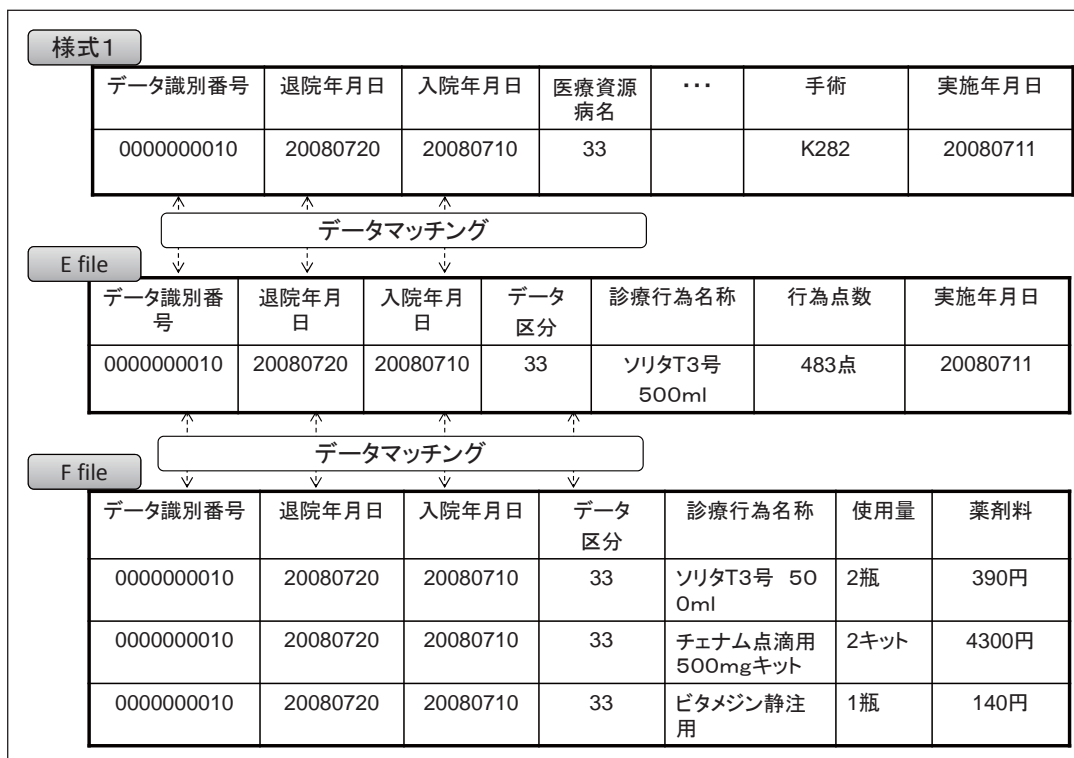 様式1
データ識別番号 退院年月日 入院年月日 医療資源 ・・・ 手術 実施年月日
病名
0000000010 20080720 20080710 33 K282 20080711
データマッチング
E file
データ識別番 退院年月 入院年月 データ 診療行為名称 行為点数 実施年月日
号 日 日 区分
0000000010 20080720 20080710 33 ソリタT3号 483点 20080711
500ml
データマッチング
F file
データ識別番号 退院年月日 入院年月日 データ 診療行為名称 使用量 薬剤料
区分
0000000010 20080720 20080710 33 ソリタT3号 50 2瓶 390円
0ml
0000000010 20080720 20080710 33 チェナム点滴用 2キット 4300円
500mgキット
0000000010 20080720 20080710 33 ビタメジン静注 1瓶 140円
用